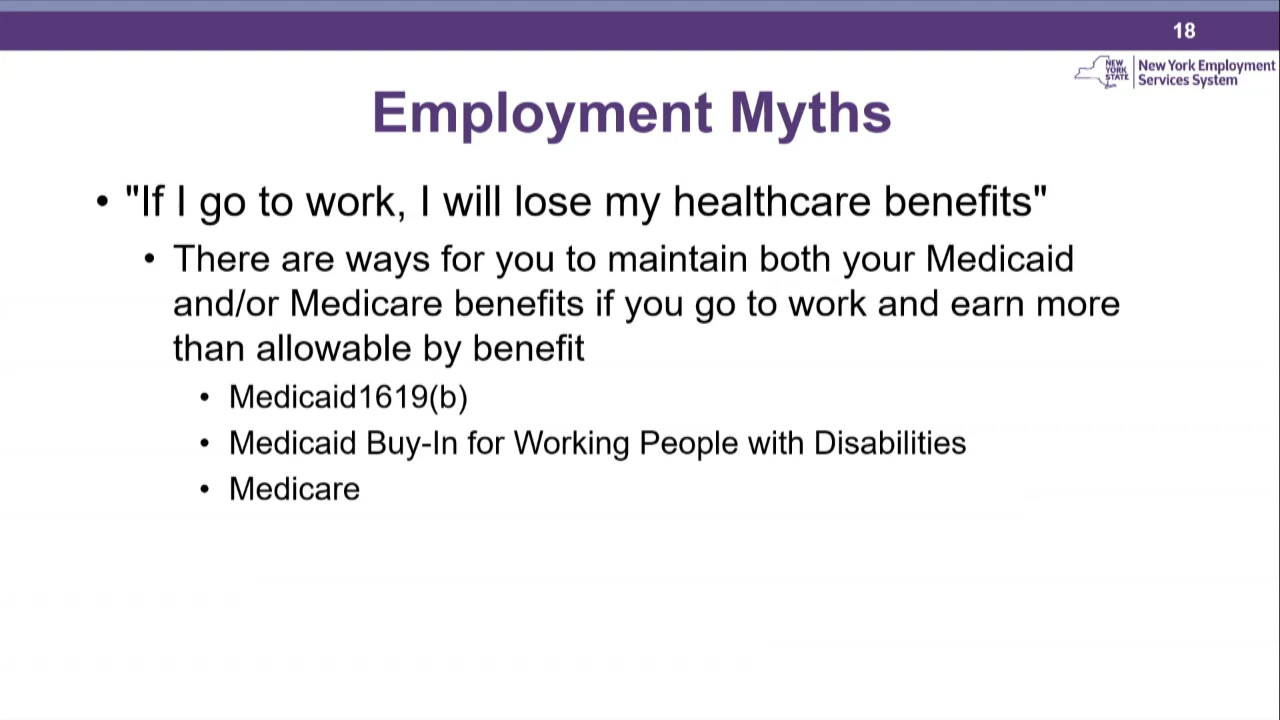 18
NEW
YORK
STATE
New York Employment
Services System
Employment Myths
• "If I go to work, I will lose my healthcare benefits"
• There are ways for you to maintain both your Medicaid
and/or Medicare benefits if you go to work and earn more
than allowable by benefit
• Medicaid1619(b)
• Medicaid Buy-In for Working People with Disabilities
• Medicare